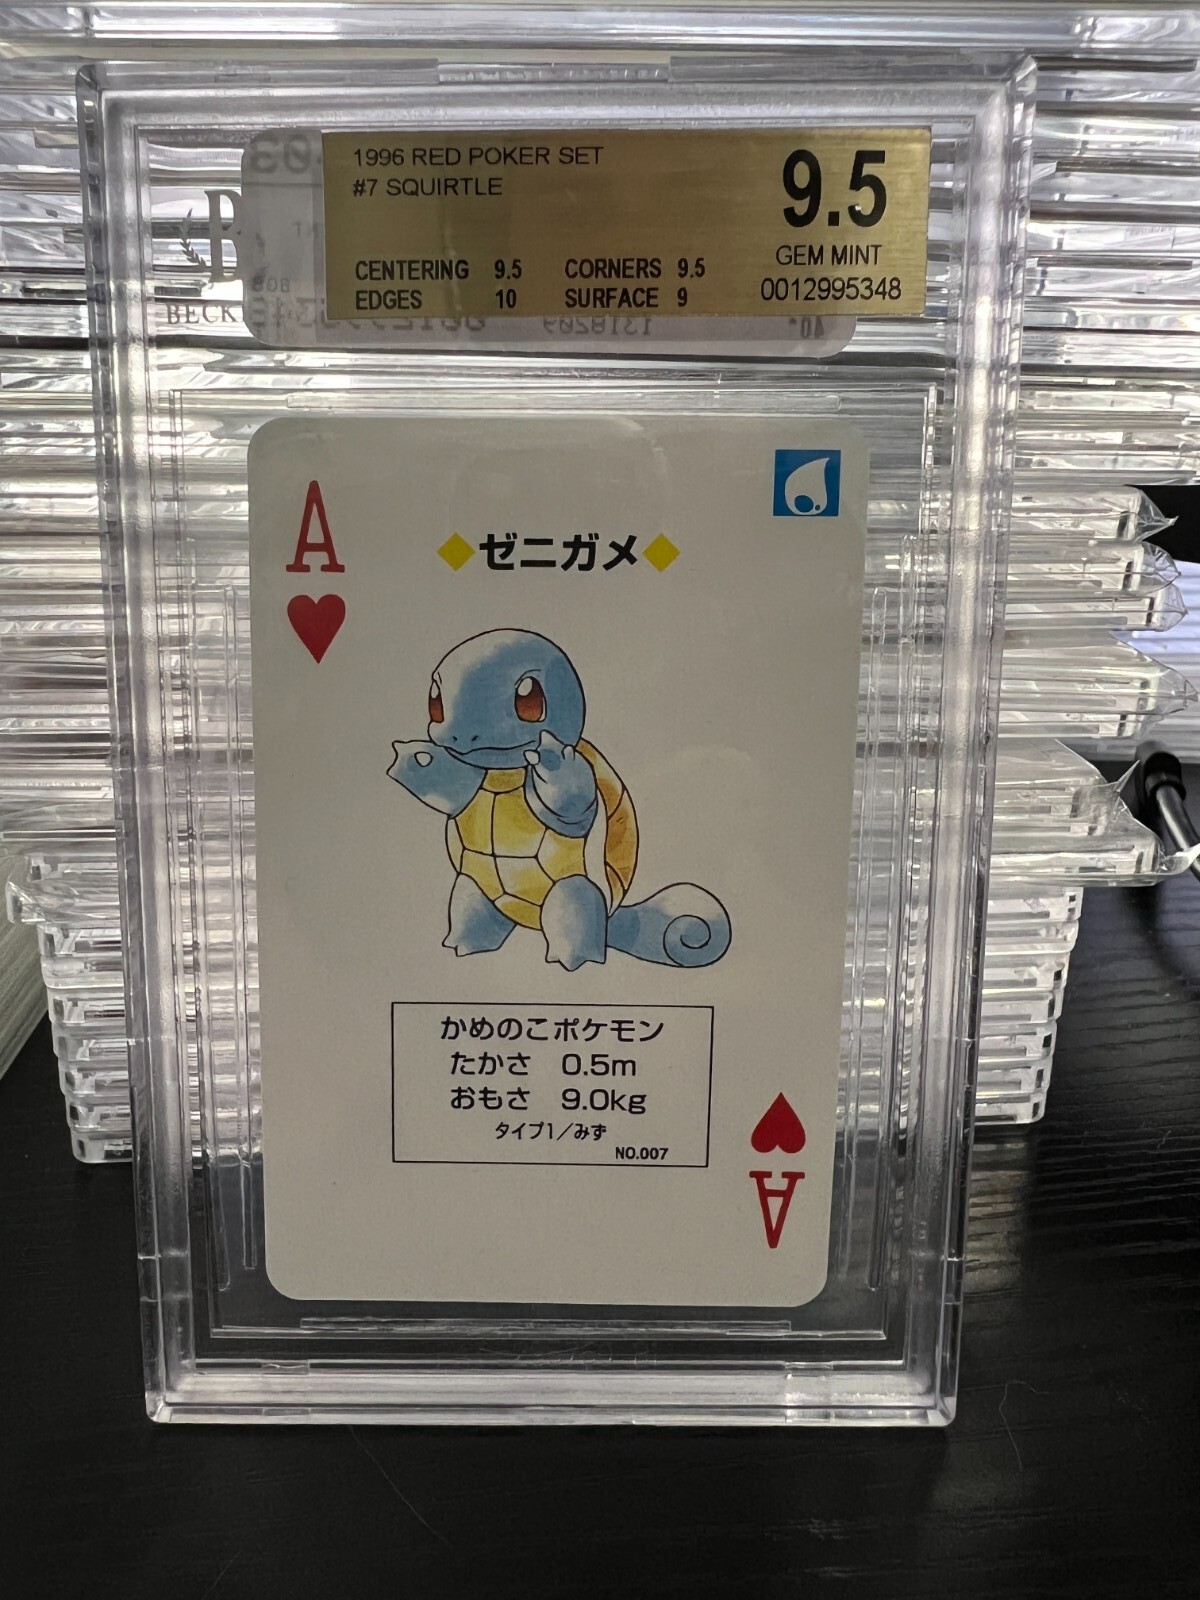 1996 RED POKER SET
#7 SQUIRTLE
9.5
GEM MINT
CENTERING 9.5 CORNERS 9.5
EDGES 10 SURFACE 9
0012995348
BECK
A
◆ゼニガメ◆
かめのこポケモン
たかさ 0.5m
おもさ 9.0kg
タイプ1/みず
NO.007
A